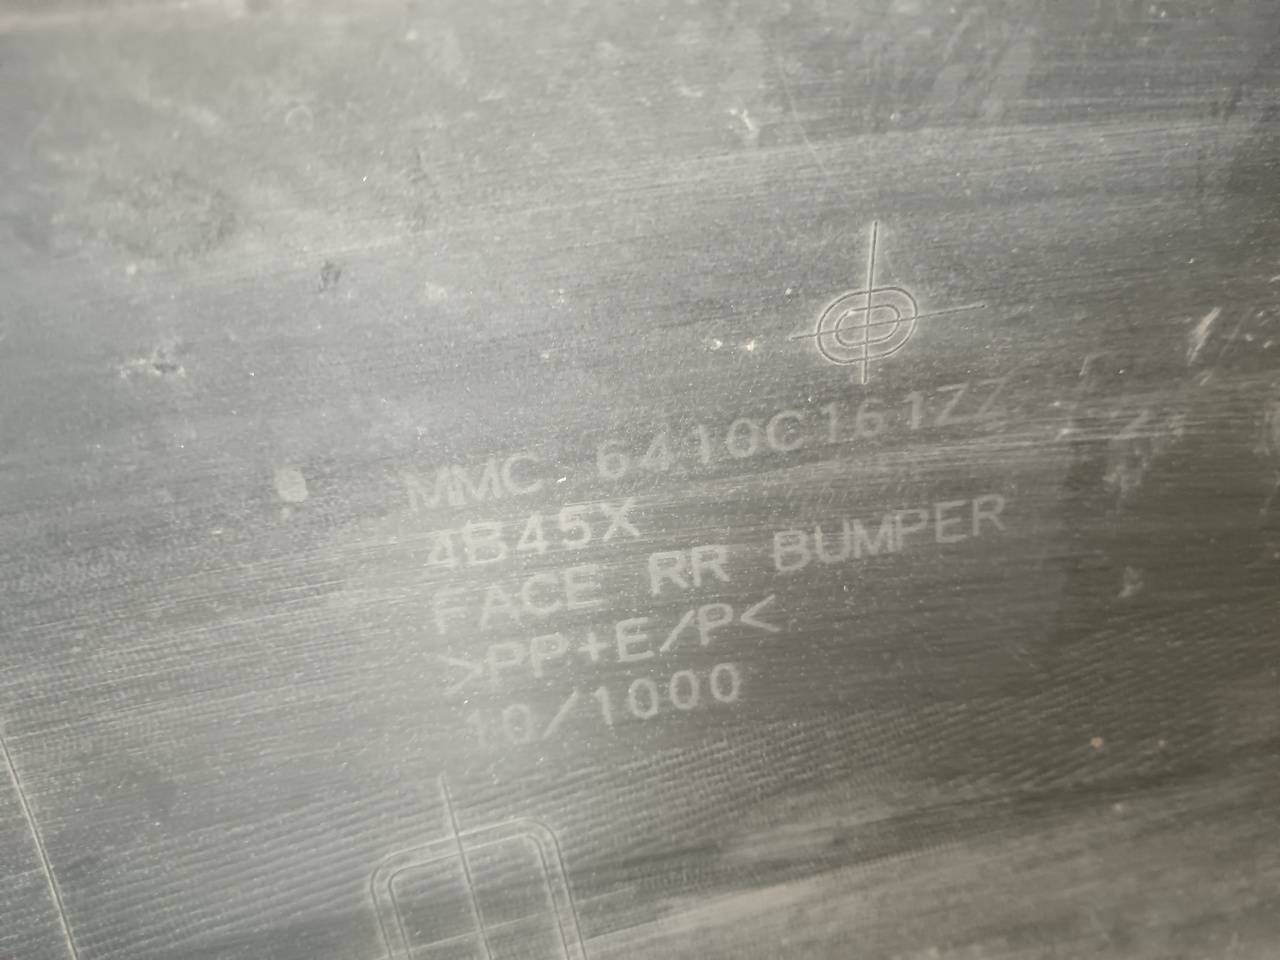 MMC 6410C161ZZ
4B45X
FACE RR BUMPER
>PP+E/P<
10/1000